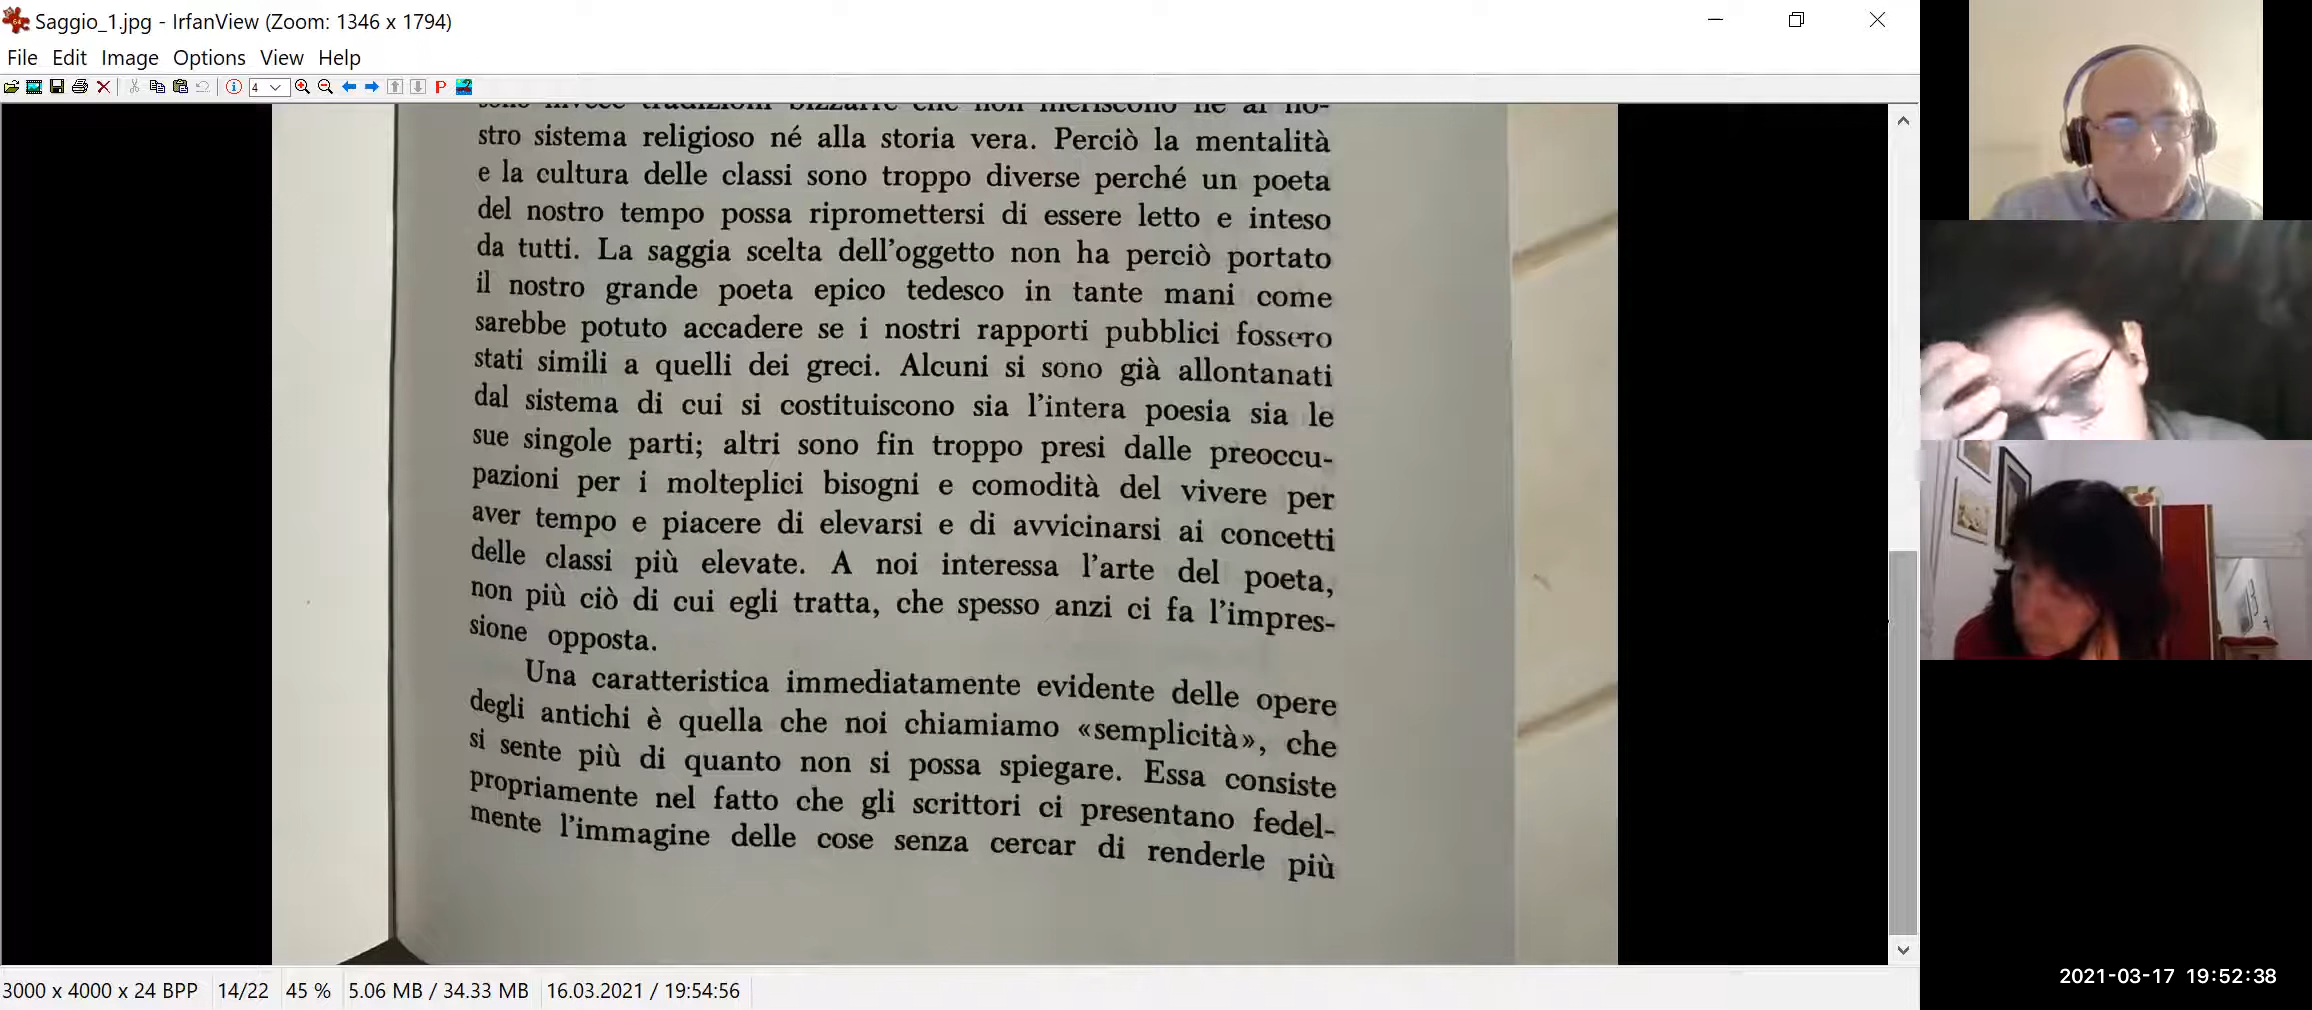 Saggio_1.jpg - IrfanView (Zoom: 1346 x 1794)
File Edit Image Options View Help
4
P
sono invece tradizioni bizzarre che non ineriscono né al no-
stro sistema religioso né alla storia vera. Perciò la mentalità
e la cultura delle classi sono troppo diverse perché un poeta
del nostro tempo possa ripromettersi di essere letto e inteso
da tutti. La saggia scelta dell'oggetto non ha perciò portato
il nostro grande poeta epico tedesco in tante mani come
sarebbe potuto accadere se i nostri rapporti pubblici fossero
stati simili a quelli dei greci. Alcuni si sono già allontanati
dal sistema di cui si costituiscono sia l'intera poesia sia le
sue singole parti; altri sono fin troppo presi dalle preoccu-
pazioni per i molteplici bisogni e comodità del vivere per
aver tempo e piacere di elevarsi e di avvicinarsi ai concetti
delle classi più elevate. A noi interessa l'arte del poeta,
non più ciò di cui egli tratta, che spesso anzi ci fa l'impres-
sione opposta.
Una caratteristica immediatamente evidente delle opere
degli antichi è quella che noi chiamiamo «semplicità», che
si sente più di quanto non si possa spiegare. Essa consiste
propriamente nel fatto che gli scrittori ci presentano fedel-
mente l'immagine delle cose senza cercar di renderle più
3000 x 4000 x 24 BPP 14/22 45 % 5.06 MB / 34.33 MB 16.03.2021 / 19:54:56
2021-03-17 19:52:38